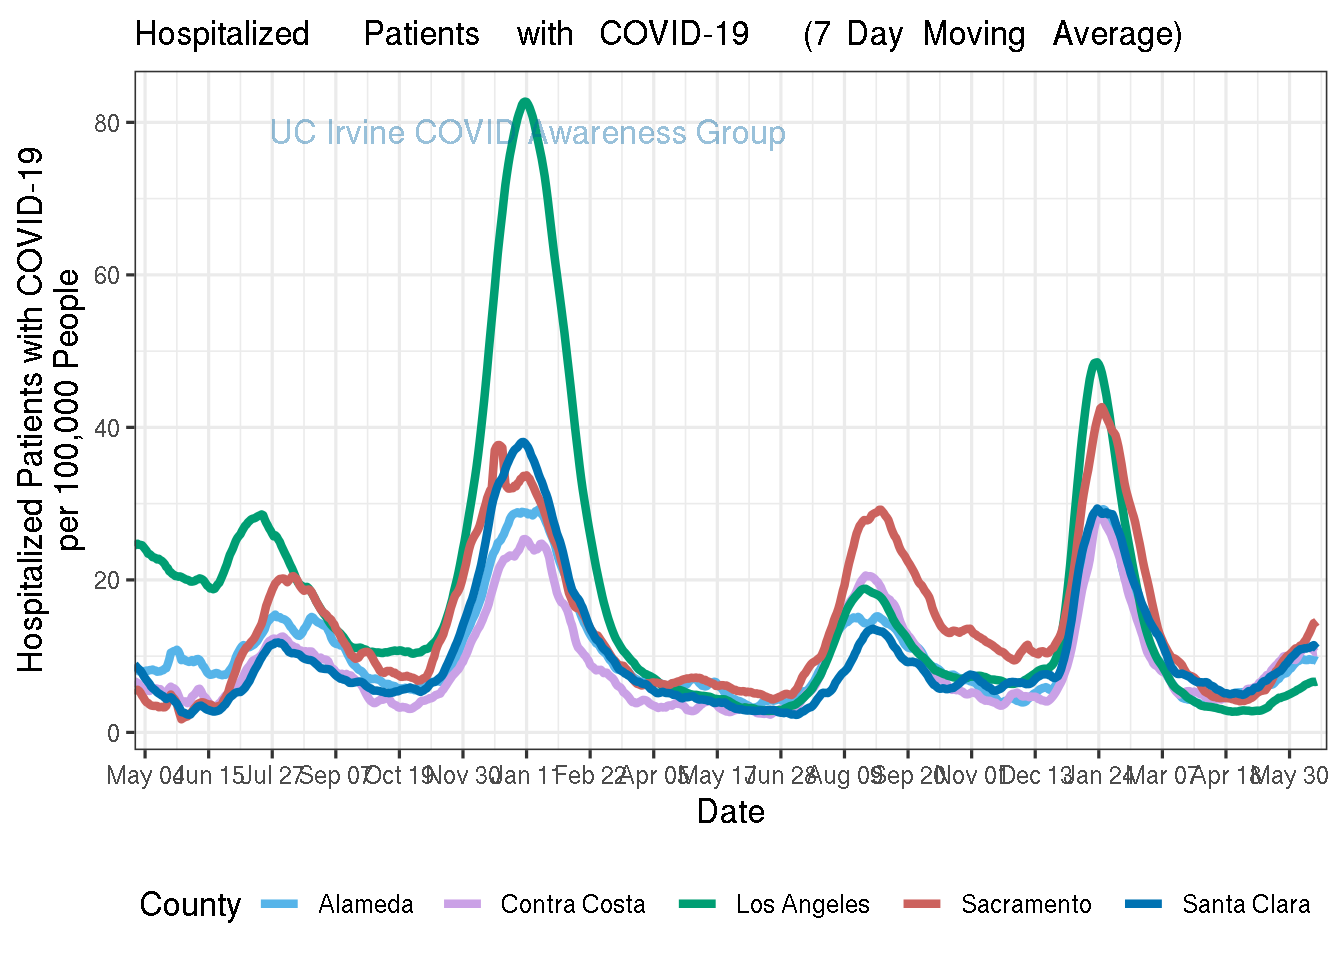 Hospitalized Patients with COVID-19 (7 Day Moving Average)
UC Irvine COVID Awareness Group
Hospitalized Patients with COVID-19
per 100,000 People
80
60
40
20
0
May 04 Jun 15 Jul 27 Sep 07 Oct 19 Nov 30 Jan 11 Feb 22 Apr 05 May 17 Jun 28 Aug 09 Sep 20 Nov 01 Dec 13 Jan 24 Mar 07 Apr 18 May 30
Date
County Alameda Contra Costa Los Angeles Sacramento Santa Clara